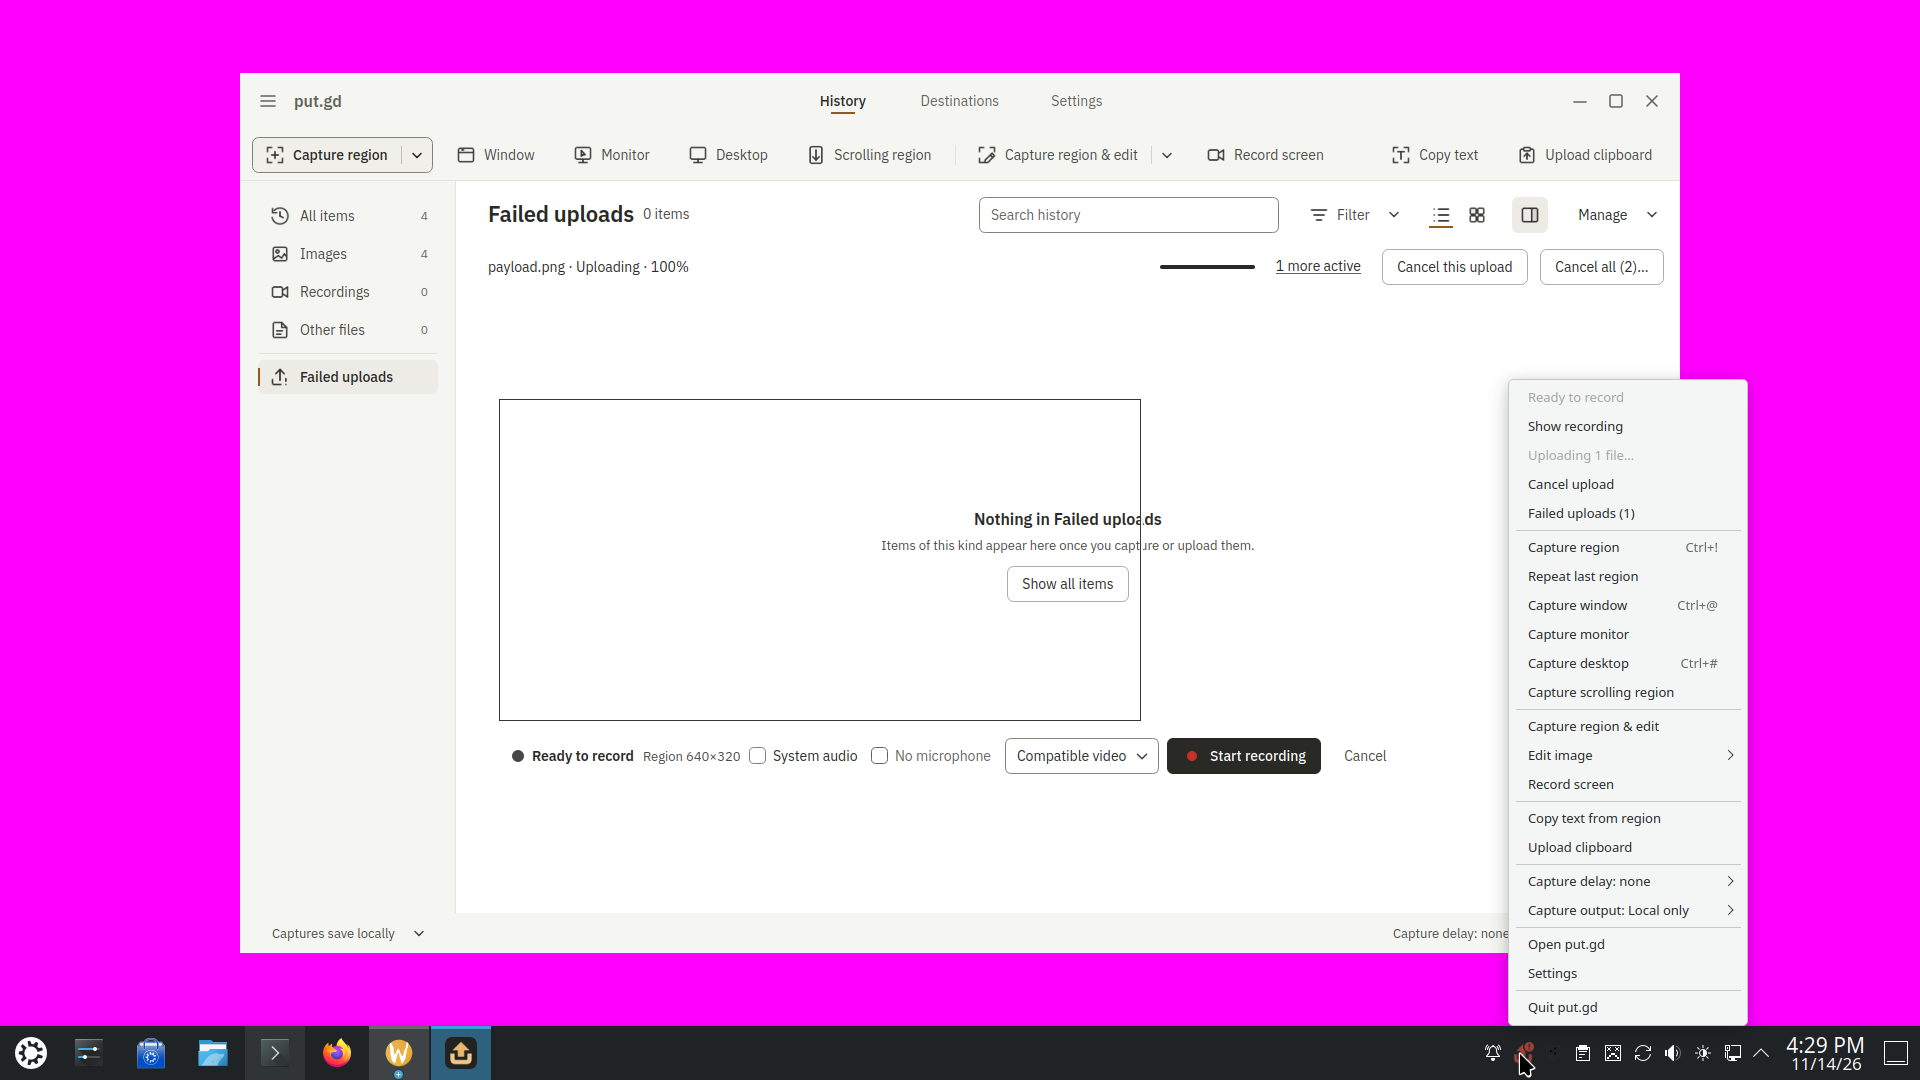 put.gd
History
Destinations
Settings
Capture region
Window
Monitor
Desktop
Scrolling region
Capture region & edit
Record screen
Copy text
Upload clipboard
All items 4
Images 4
Recordings 0
Other files 0
Failed uploads
Failed uploads 0 items
Search history
Filter
Manage
payload.png · Uploading · 100%
1 more active
Cancel this upload
Cancel all (2)...
Nothing in Failed uploads
Items of this kind appear here once you capture or upload them.
Show all items
Ready to record Region 640×320
System audio
No microphone
Compatible video
Start recording
Cancel
Captures save locally
Capture delay: none
Ready to record
Show recording
Uploading 1 file...
Cancel upload
Failed uploads (1)
Capture region Ctrl+!
Repeat last region
Capture window Ctrl+@
Capture monitor
Capture desktop Ctrl+#
Capture scrolling region
Capture region & edit
Edit image
Record screen
Copy text from region
Upload clipboard
Capture delay: none
Capture output: Local only
Open put.gd
Settings
Quit put.gd
W
4:29 PM
11/14/26